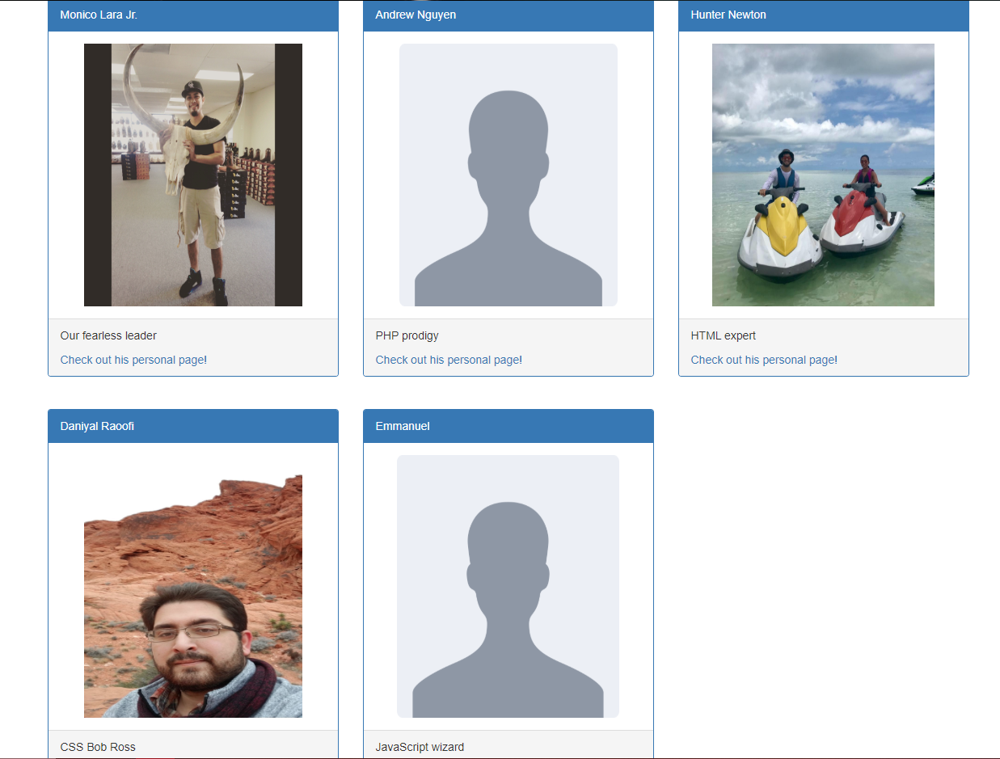 Monico Lara Jr.
Andrew Nguyen
Hunter Newton
Our fearless leader
Check out his personal page!
PHP prodigy
Check out his personal page!
HTML expert
Check out his personal page!
Daniyal Raoofi
Emmanuel
CSS Bob Ross
JavaScript wizard